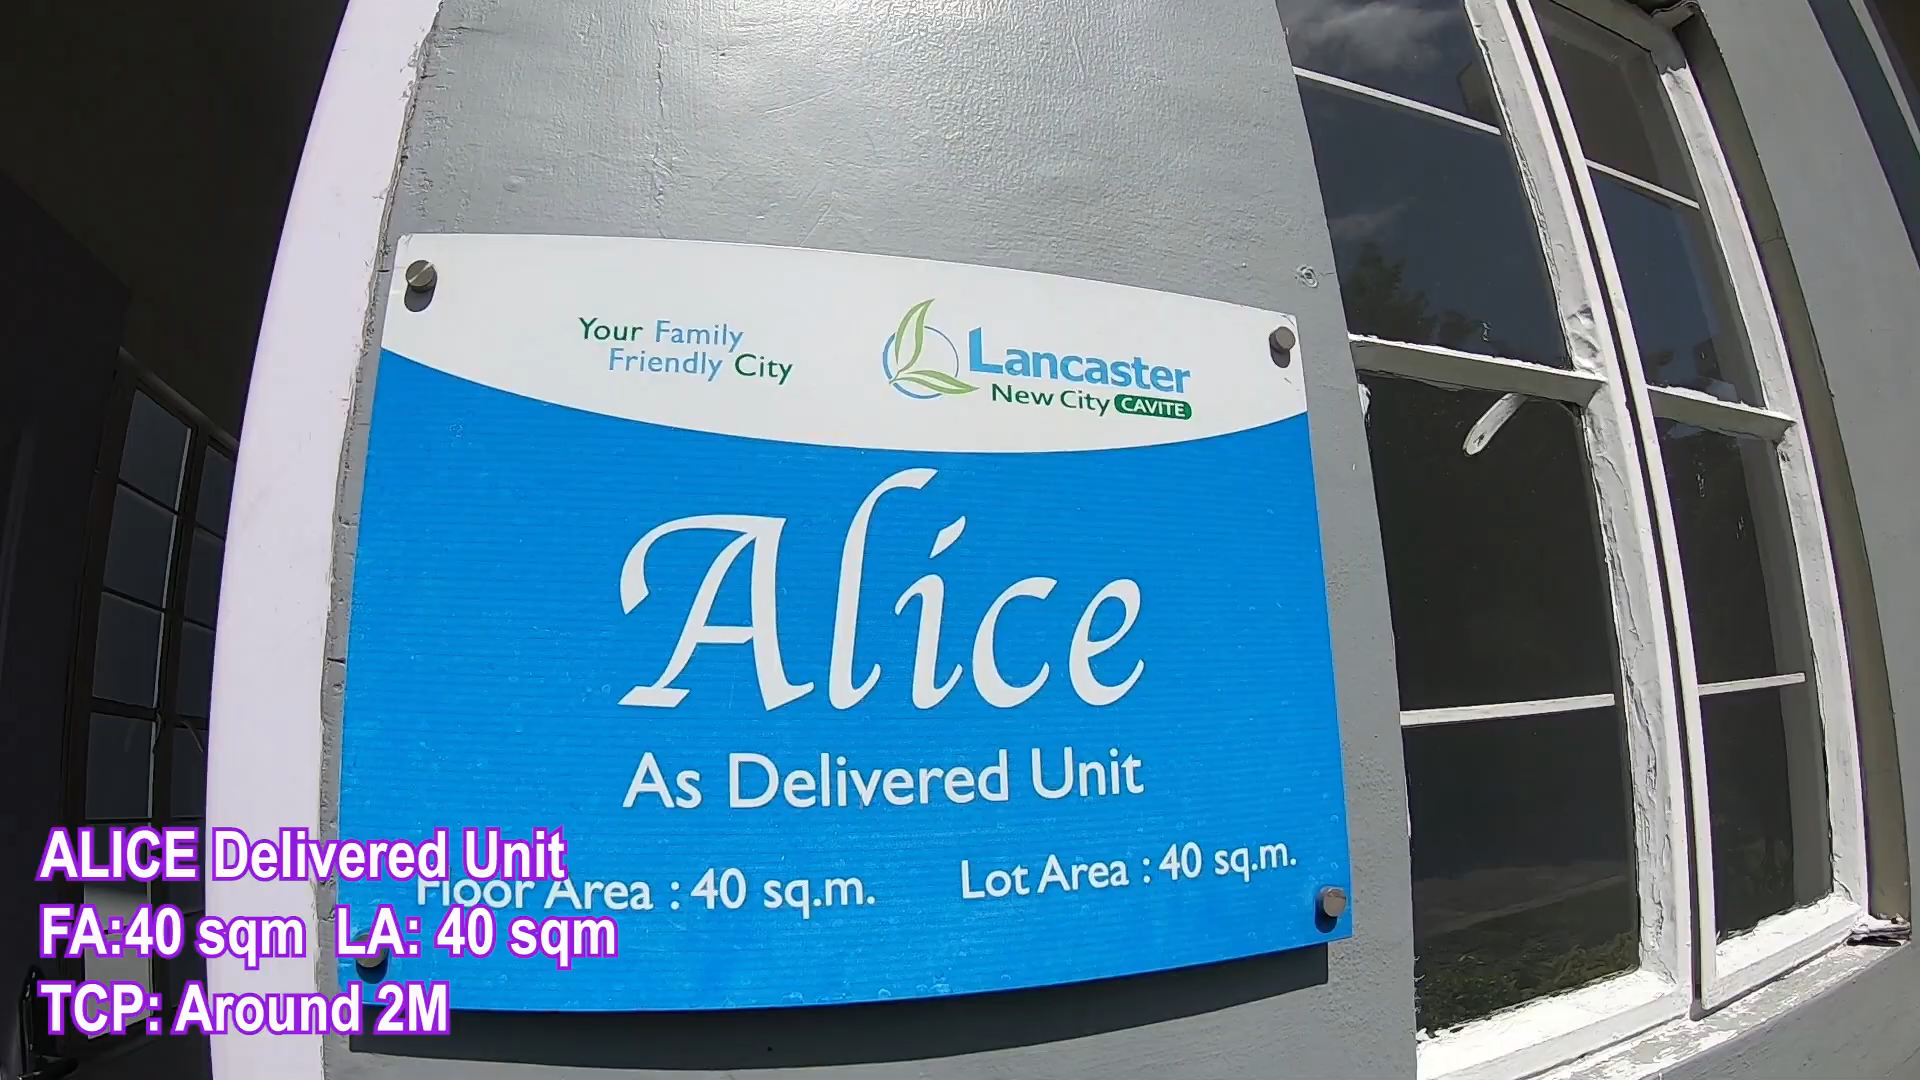 Your Family
Friendly City
Lancaster
New City CAVITE
Alice
As Delivered Unit
Floor Area : 40 sq.m.
Lot Area : 40 sq.m.
ALICE Delivered Unit
FA:40 sqm LA: 40 sqm
TCP: Around 2M